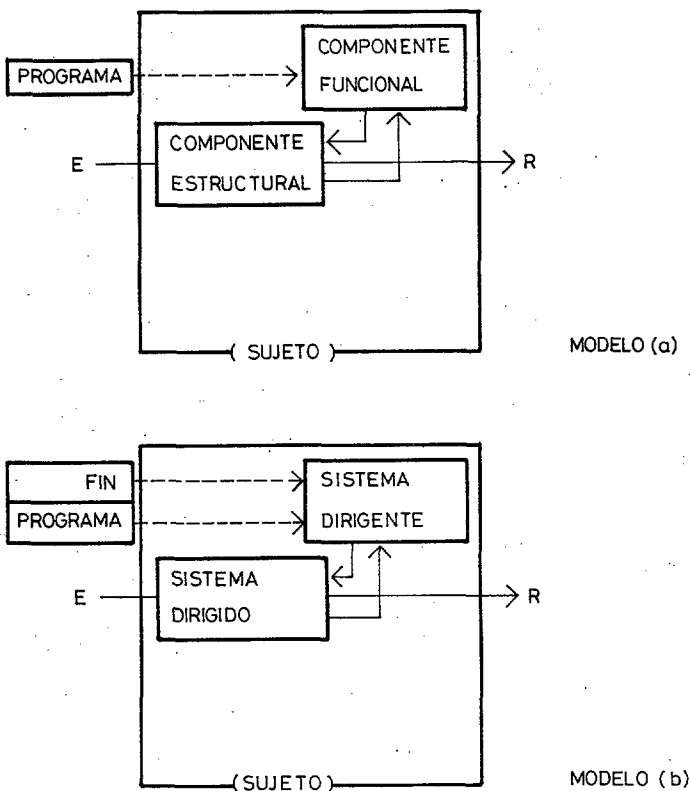 COMPONENTE
FUNCIONAL
PROGRAMA
COMPONENTE
ESTRUCTURAL
E
R
( SUJETO )
MODELO (a)
FIN
PROGRAMA
SISTEMA
DIRIGENTE
SISTEMA
DIRIGIDO
E
R
(SUJETO)
MODELO (b)